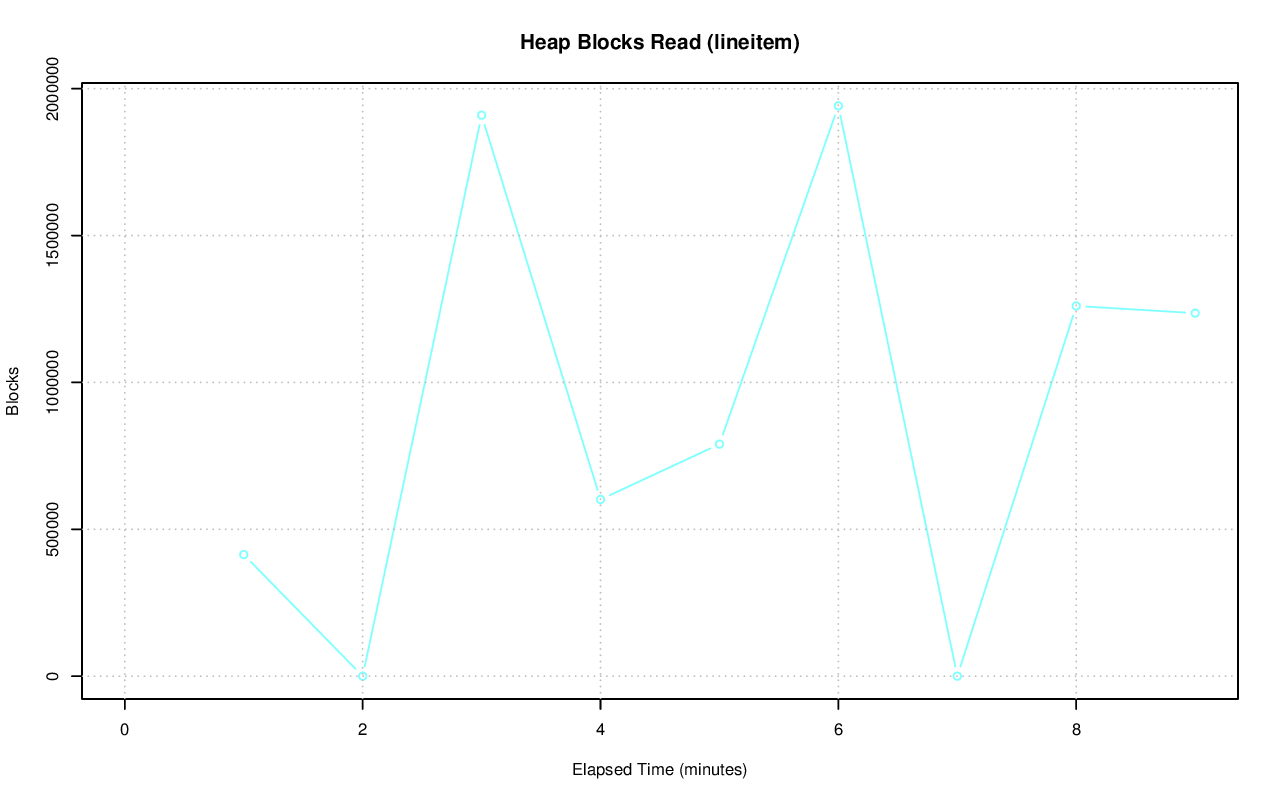 Heap Blocks Read (lineitem)
2000000
1500000
1000000
500000
0
Blocks
0 2 4 6 8
Elapsed Time (minutes)